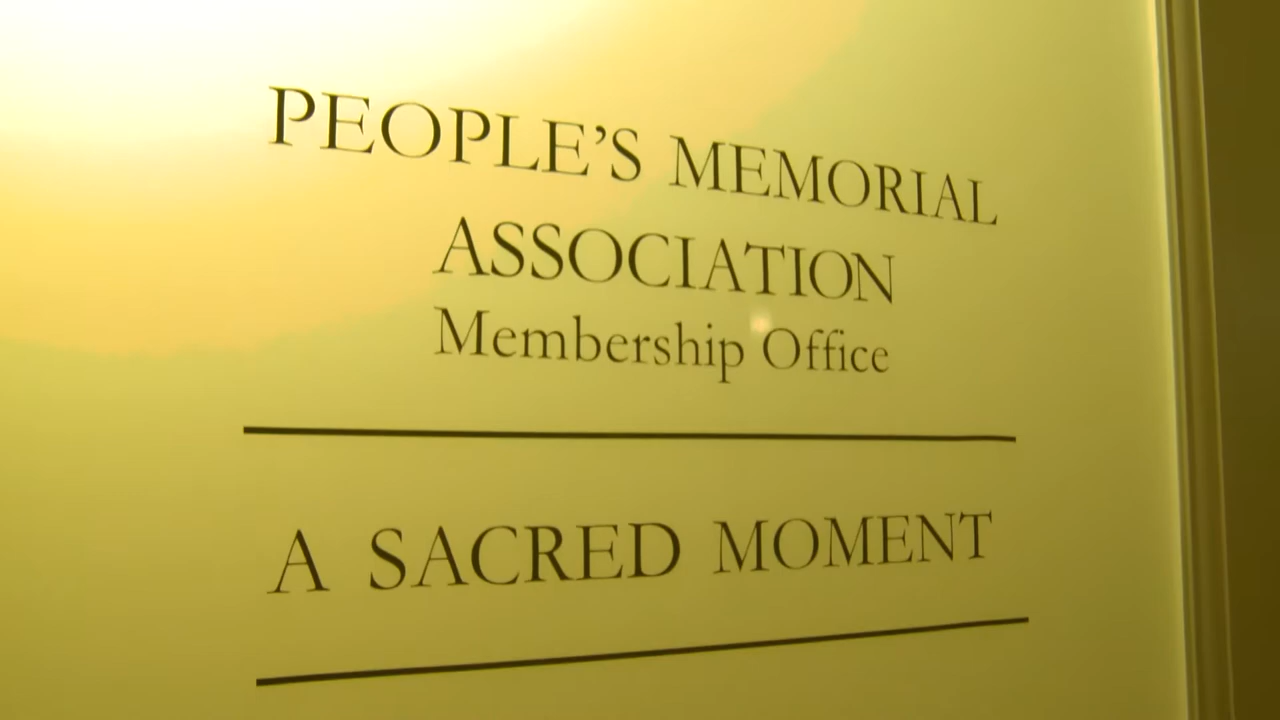 PEOPLE’S MEMORIAL
ASSOCIATION
Membership Office
A SACRED MOMENT